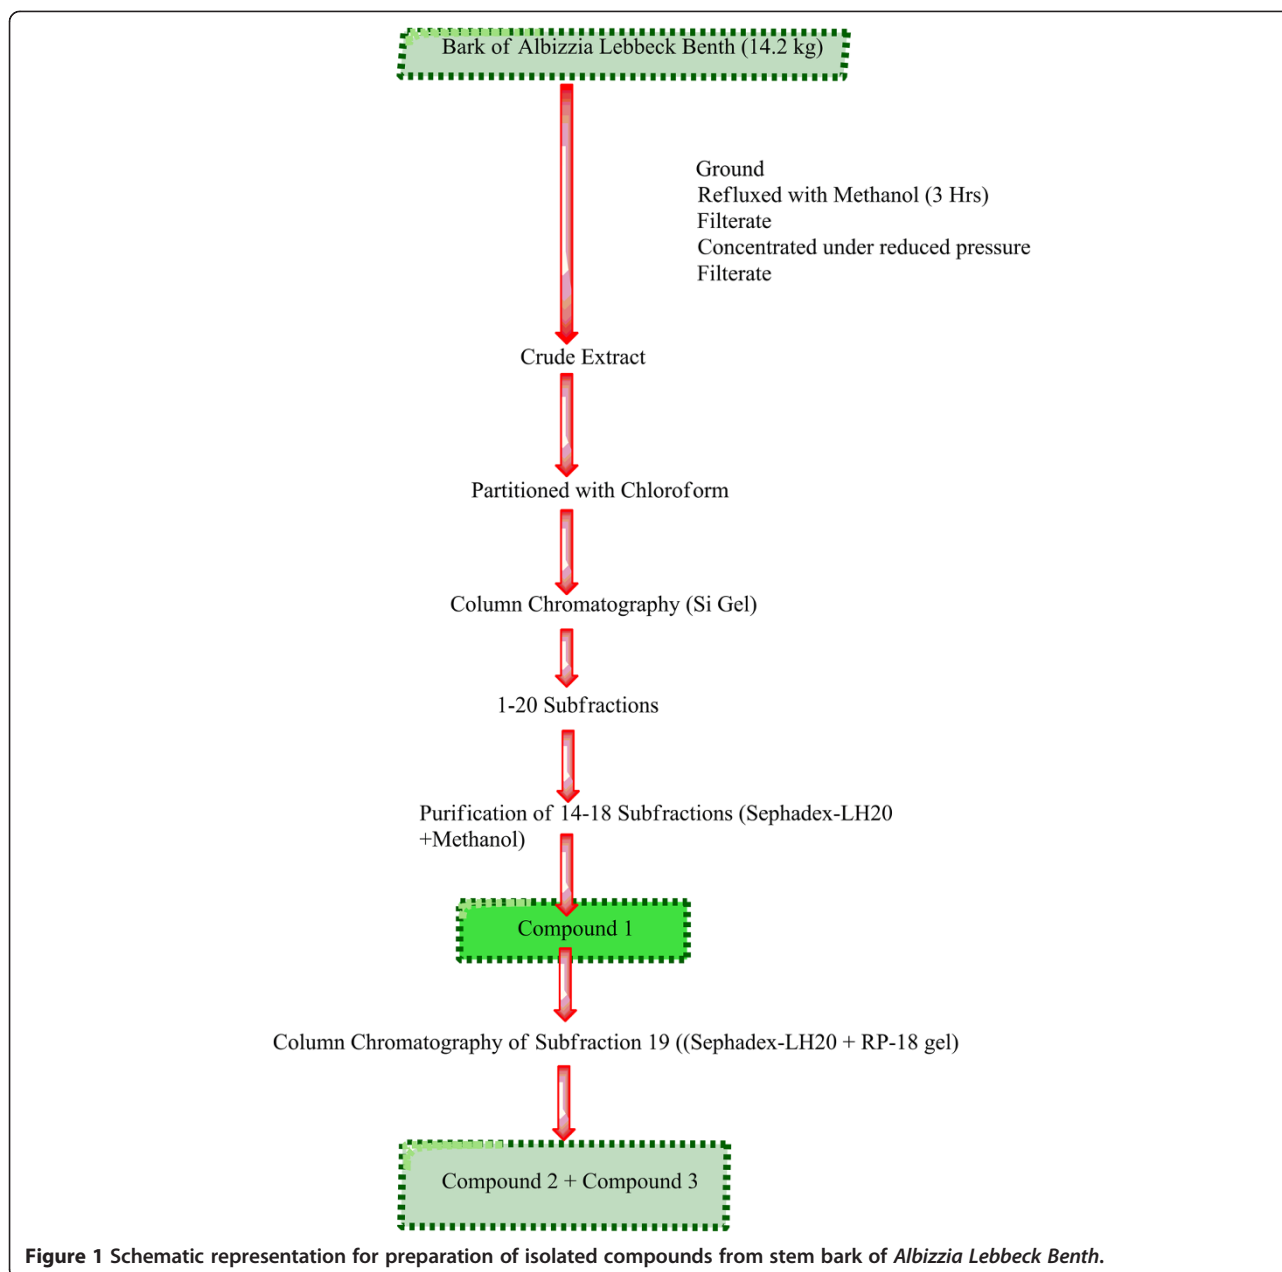 Bark of Albizzia Lebbeck Benth (14.2 kg)
Ground
Refluxed with Methanol (3 Hrs)
Filterate
Concentrated under reduced pressure
Filterate
Crude Extract
Partitioned with Chloroform
Column Chromatography (Si Gel)
1-20 Subfractions
Purification of 14-18 Subfractions (Sephadex-LH20
+Methanol)
Compound 1
Column Chromatography of Subfraction 19 ((Sephadex-LH20 + RP-18 gel)
Compound 2 + Compound 3
Figure 1 Schematic representation for preparation of isolated compounds from stem bark of Albizzia Lebbeck Benth.